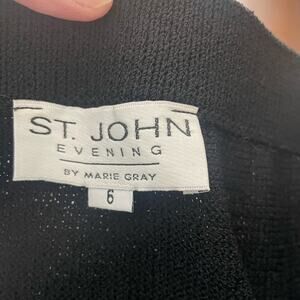 ST. JOHN
EVENING
BY MARIE GRAY
6